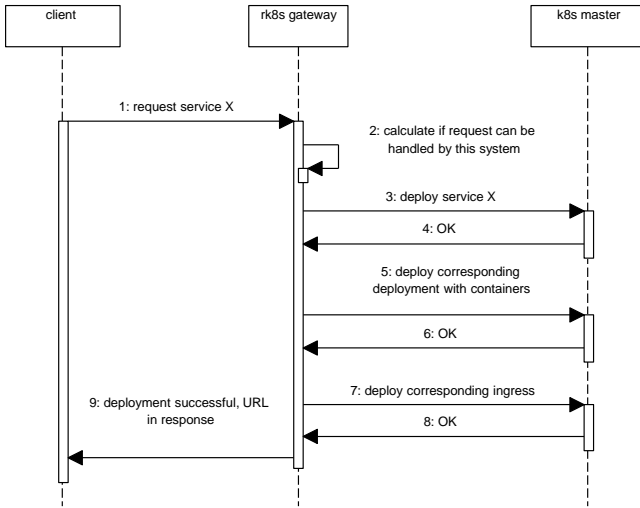 client
rk8s gateway
k8s master
1: request service X
2: calculate if request can be
handled by this system
3: deploy service X
4: OK
5: deploy corresponding
deployment with containers
6: OK
7: deploy corresponding ingress
8: OK
9: deployment successful, URL
in response